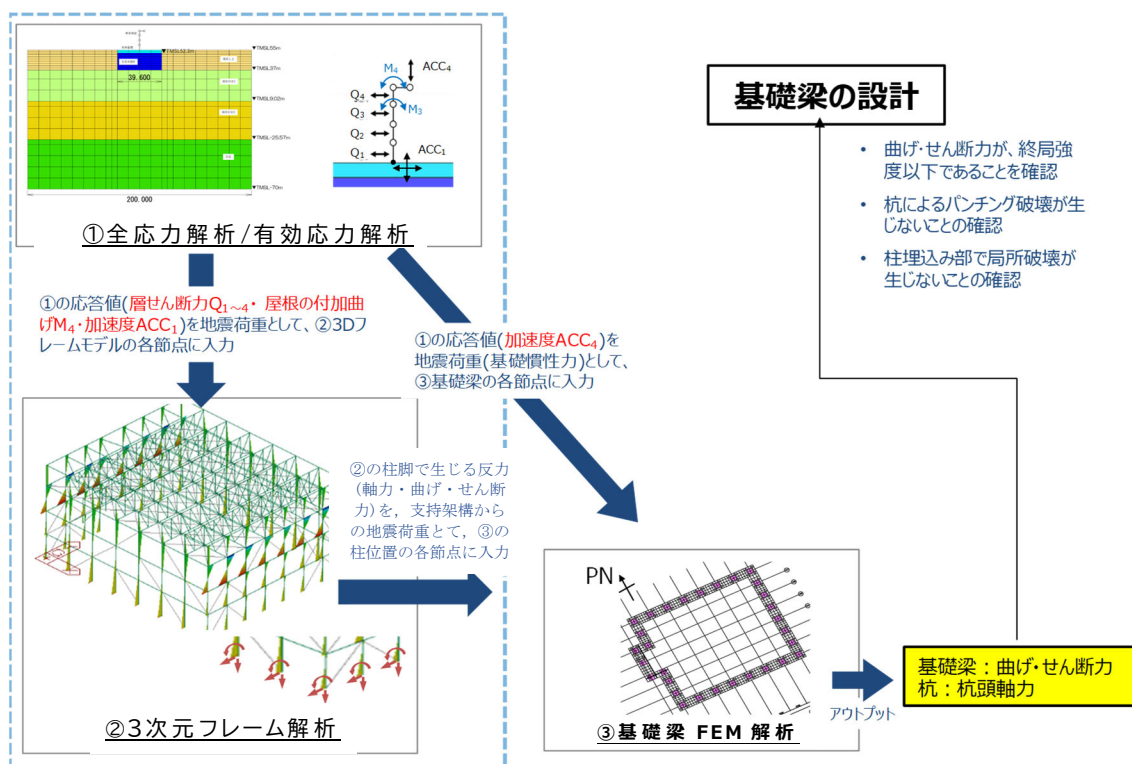 ▼TMSL55m
▼TMSL37m
39.600
▼TMSL9.02m
▼TMSL-25.57m
▼TMSL-70m
200.000
M4
ACC4
Q4
M3
Q3
Q2
Q1
ACC1
①全応力解析/有効応力解析
①の応答値(層せん断力Q1~4・ 屋根の付加曲
げM4・加速度ACC1)を地震荷重として、②3Dフ
レームモデルの各節点に入力
①の応答値(加速度ACC4)を
地震荷重(基礎慣性力)として、
③基礎梁の各節点に入力
②の柱脚で生じる反力
(軸力・曲げ・せん断
力)を，支持架構から
の地震荷重とて，③の
柱位置の各節点に入力
②3次元フレーム解析
PN
③基礎梁 FEM 解析
アウトプット
基礎梁：曲げ・せん断力
杭：杭頭軸力
基礎梁の設計
• 曲げ・せん断力が、終局強
度以下であることを確認
• 杭によるパンチング破壊が生
じないことの確認
• 柱埋込み部で局所破壊が
生じないことの確認